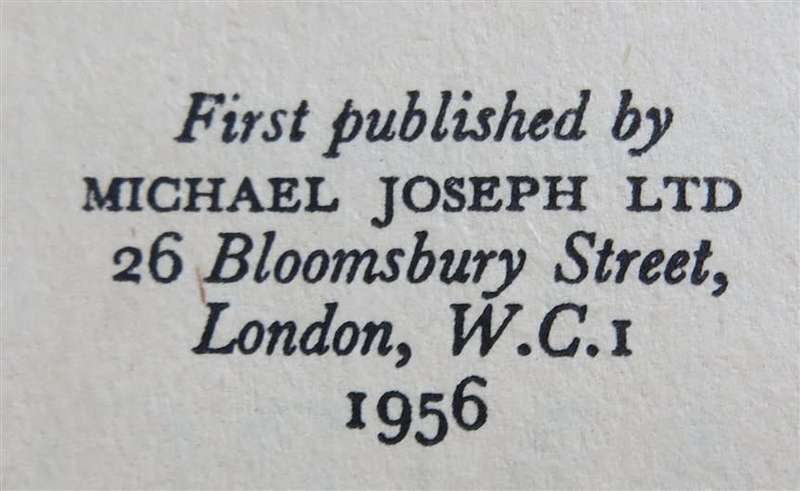 First published by
MICHAEL JOSEPH LTD
26 Bloomsbury Street,
London, W.C.1
1956